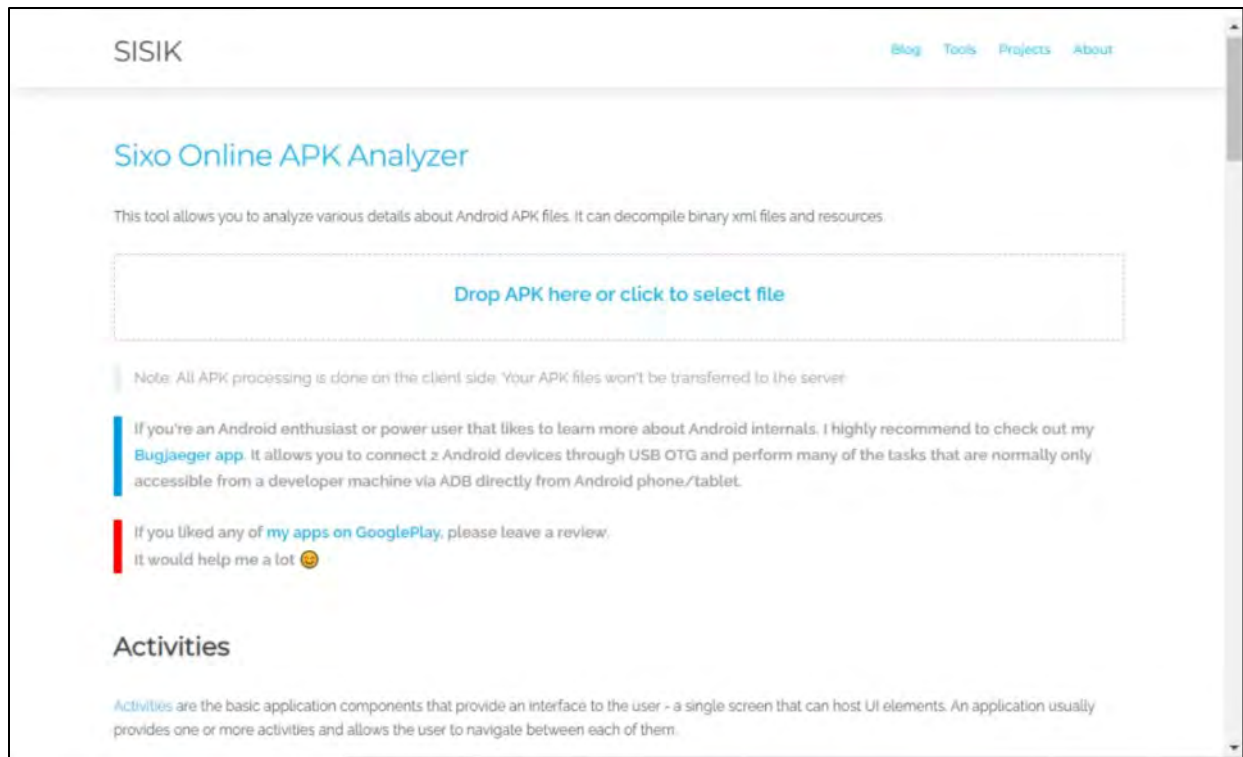 SISIK
Blog Tools Projects About
Sixo Online APK Analyzer
This tool allows you to analyze various details about Android APK files. It can decompile binary xml files and resources.
Drop APK here or click to select file
Note: All APK processing is done on the client side. Your APK files won't be transferred to the server
If you're an Android enthusiast or power user that likes to learn more about Android internals, I highly recommend to check out my
Bugjaeger app. It allows you to connect 2 Android devices through USB OTG and perform many of the tasks that are normally only
accessible from a developer machine via ADB directly from Android phone/tablet.
If you liked any of my apps on GooglePlay, please leave a review.
It would help me a lot 😊
Activities
Activities are the basic application components that provide an interface to the user - a single screen that can host UI elements. An application usually
provides one or more activities and allows the user to navigate between each of them.